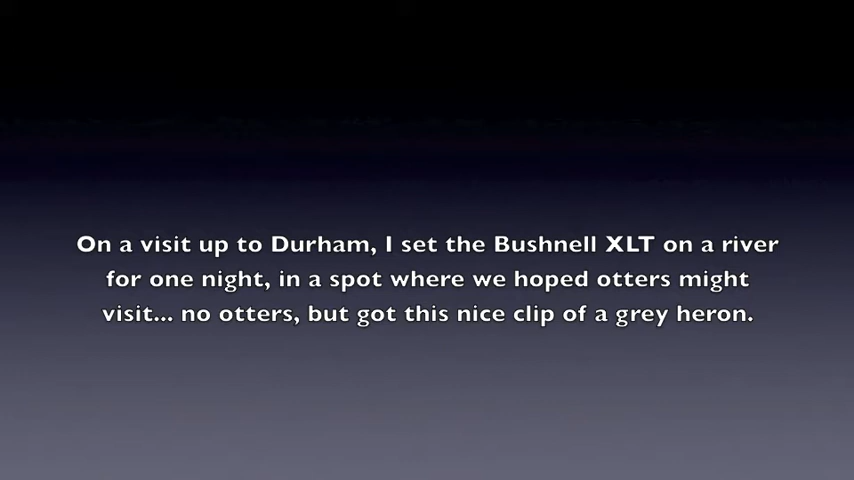 On a visit up to Durham, I set the Bushnell XLT on a river
for one night, in a spot where we hoped otters might
visit... no otters, but got this nice clip of a grey heron.